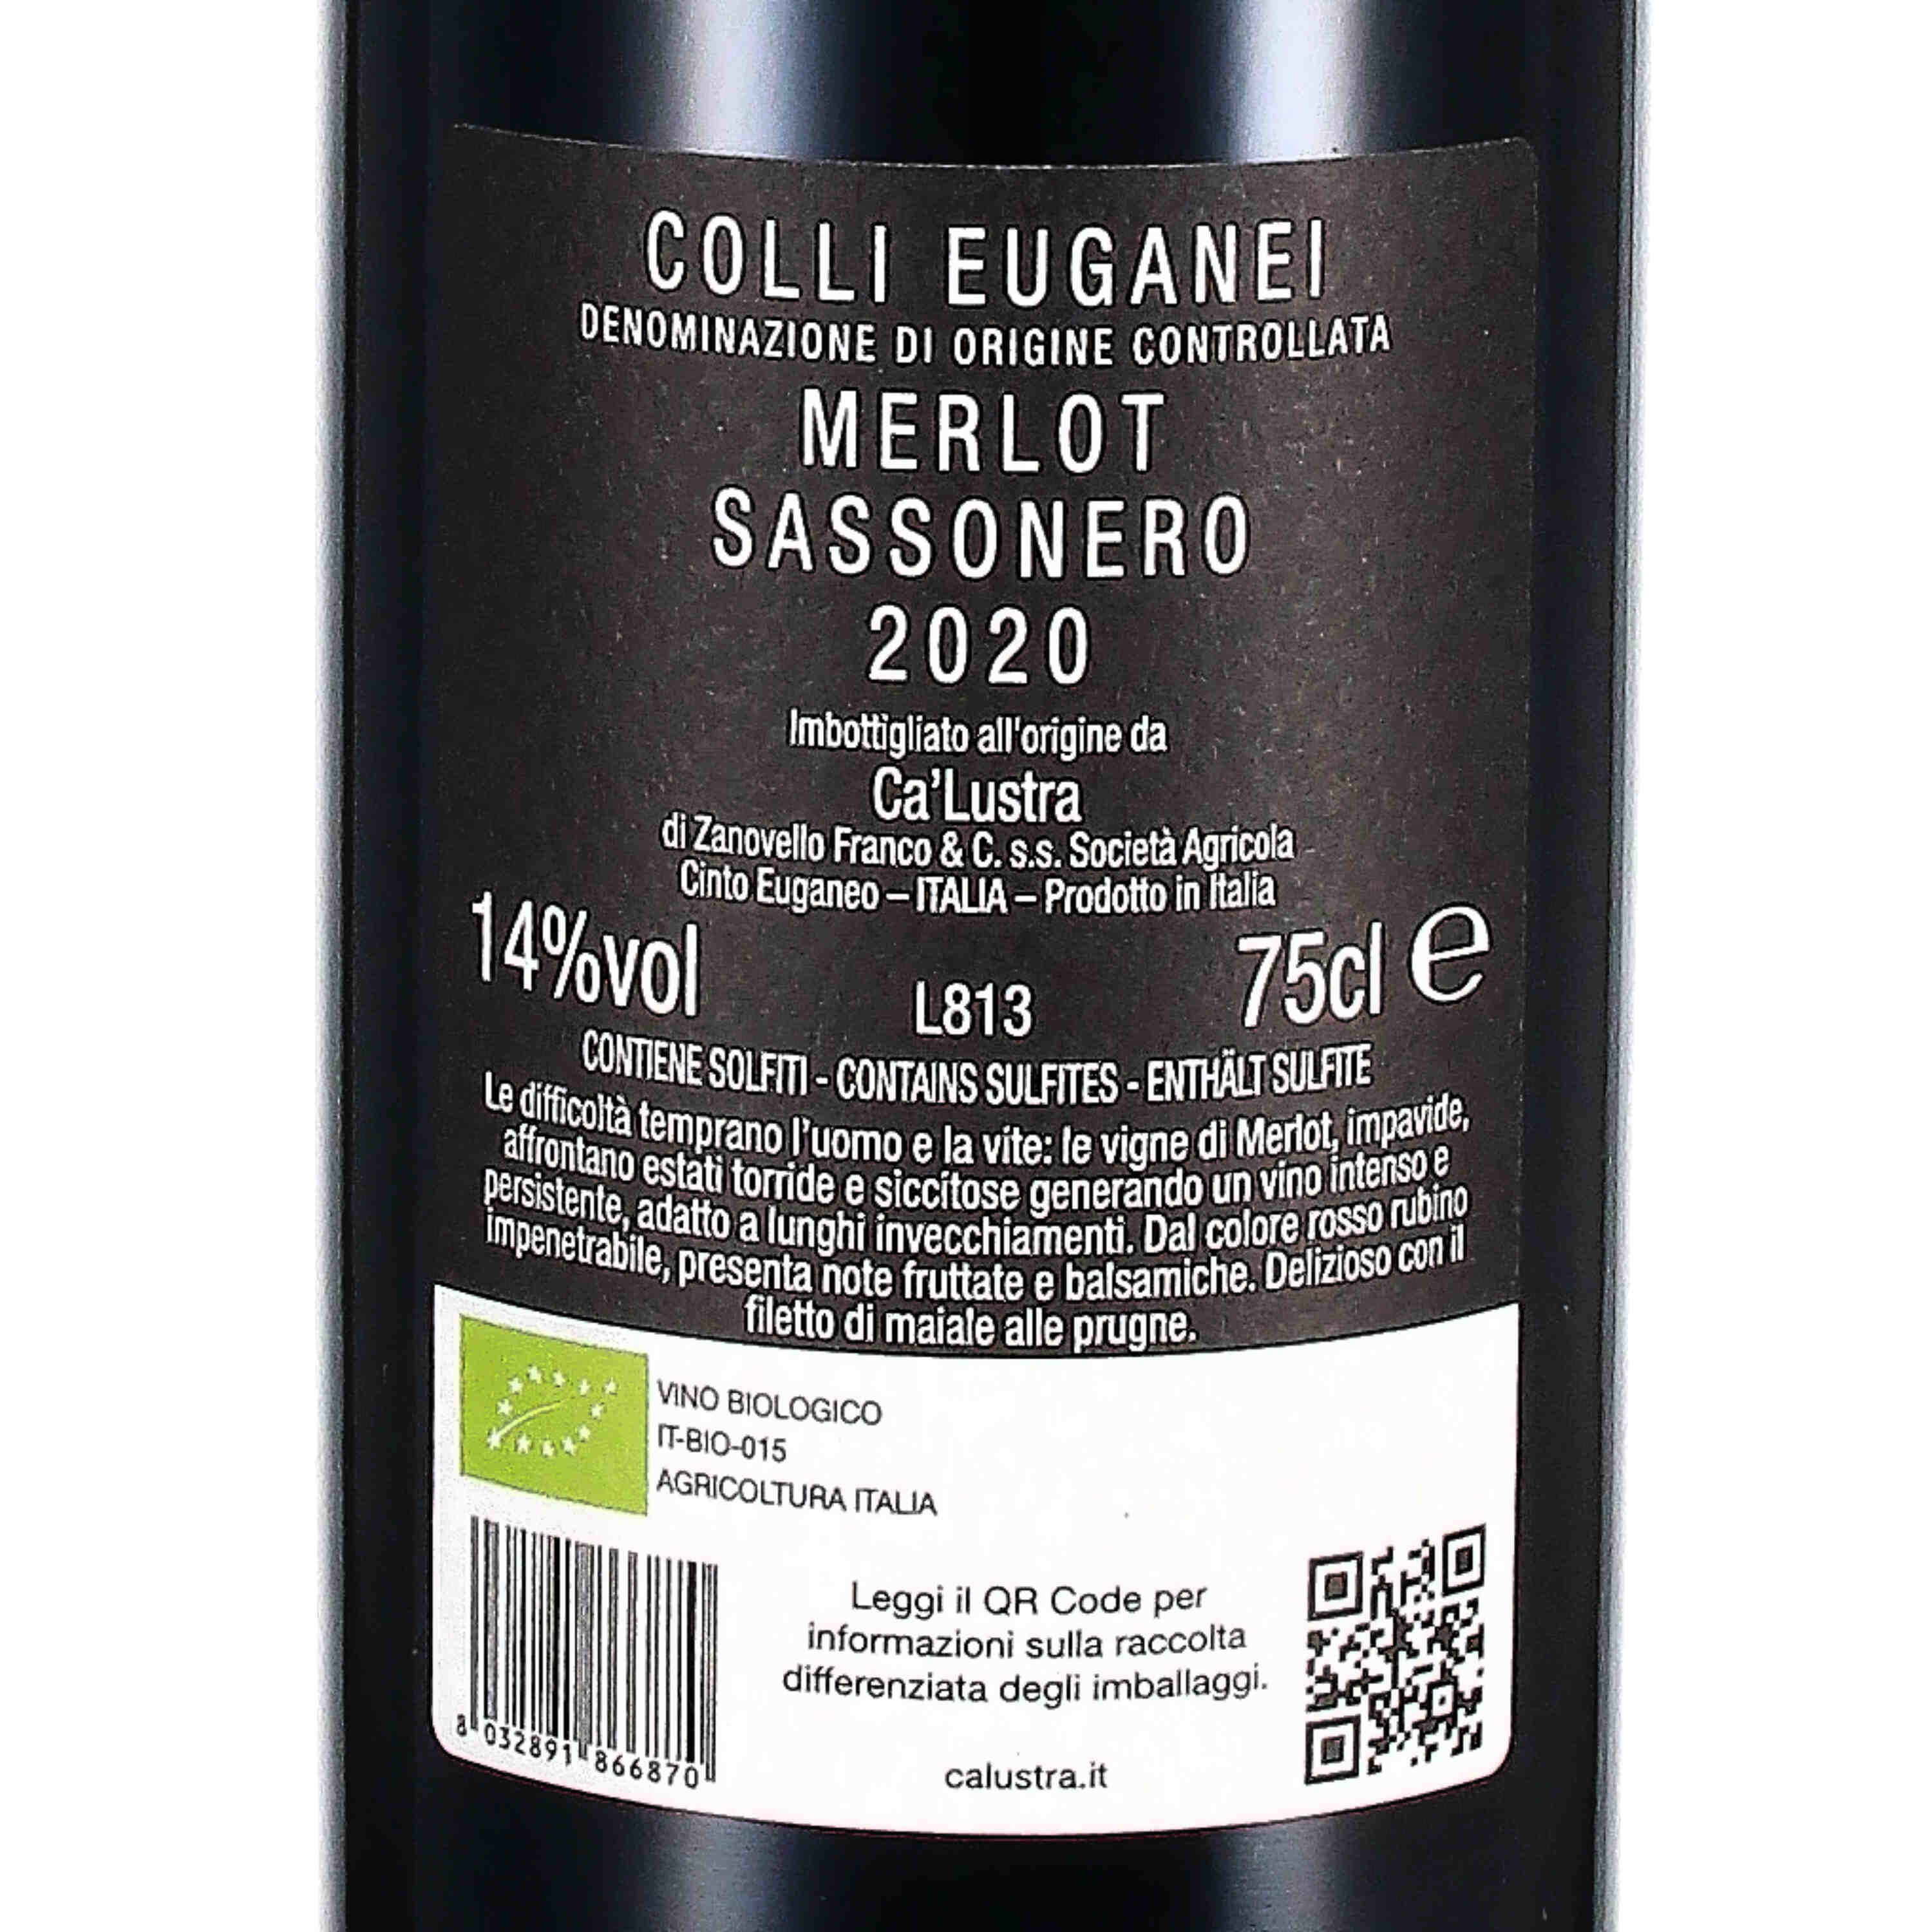 COLLI EUGANEI
DENOMINAZIONE DI ORIGINE CONTROLLATA
MERLOT
SASSONERO
2020
Imbottigliato all'origine da
Ca'Lustra
di Zanovello Franco & C. s.s. Società Agricola
Cinto Euganeo – ITALIA – Prodotto in Italia
14%vol
L813
75cl e
CONTIENE SOLFITI - CONTAINS SULFITES - ENTHÄLT SULFITE
Le difficoltà temprano l'uomo e la vite: le vigne di Merlot, impavide,
affrontano estati torride e siccitose generando un vino intenso e
persistente, adatto a lunghi invecchiamenti. Dal colore rosso rubino
impenetrabile, presenta note fruttate e balsamiche. Delizioso con il
filetto di maiale alle prugne.
VINO BIOLOGICO
IT-BIO-015
AGRICOLTURA ITALIA
Leggi il QR Code per
informazioni sulla raccolta
differenziata degli imballaggi.
8 032891 866870
calustra.it